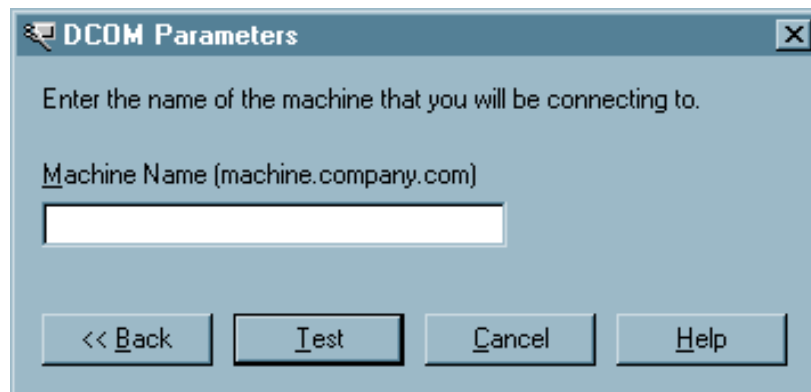 DCOM Parameters
Enter the name of the machine that you will be connecting to.
Machine Name (machine.company.com)
<< Back Test Cancel Help